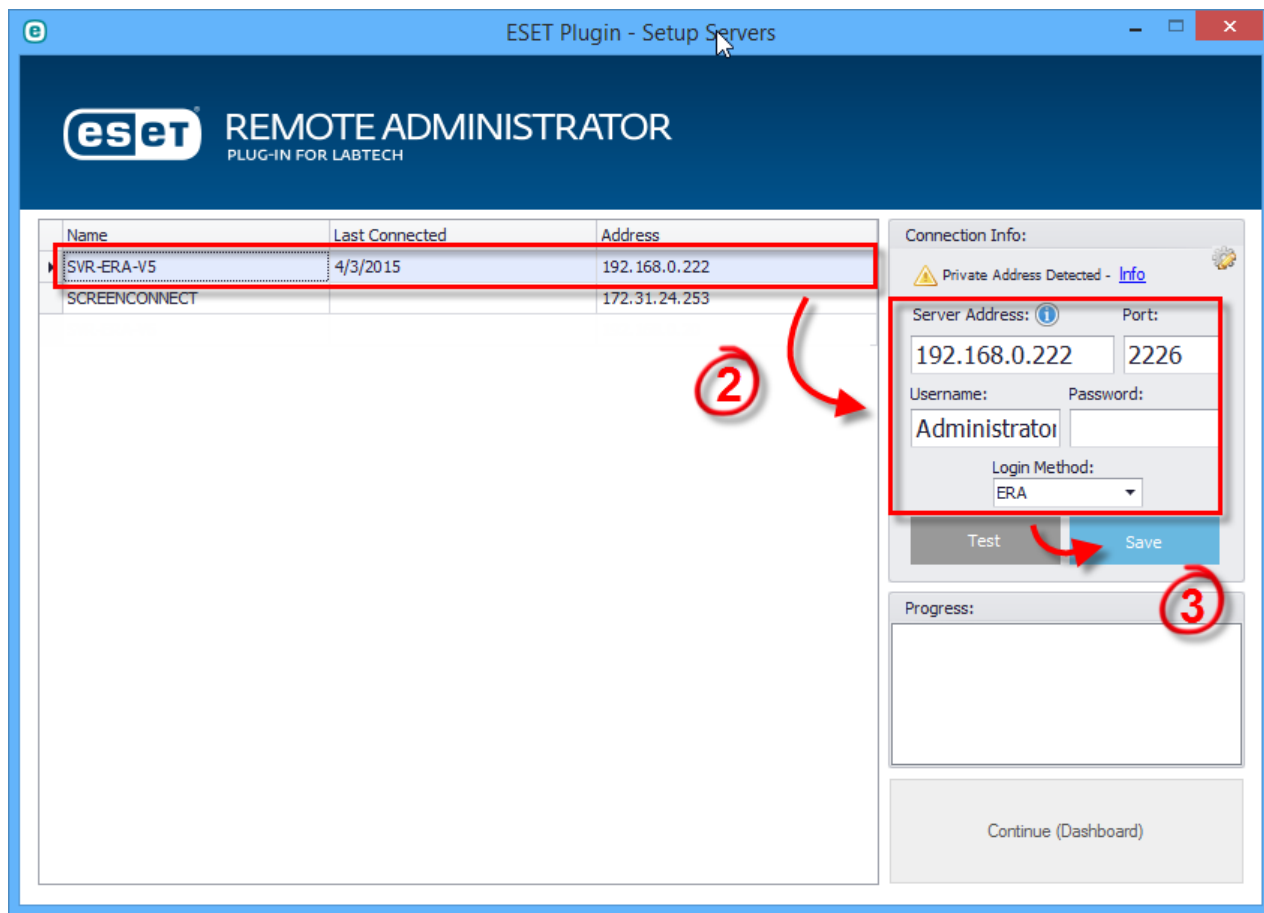 e
ESET Plugin - Setup Servers
eseT REMOTE ADMINISTRATOR
PLUG-IN FOR LABTECH
Name Last Connected Address
SVR-ERA-V5 4/3/2015 192.168.0.222
SCREENCONNECT 172.31.24.253
2
Connection Info:
Private Address Detected - Info
Server Address: Port:
192.168.0.222 2226
Username: Password:
Administrator
Login Method:
ERA
Test Save
3
Progress:
Continue (Dashboard)